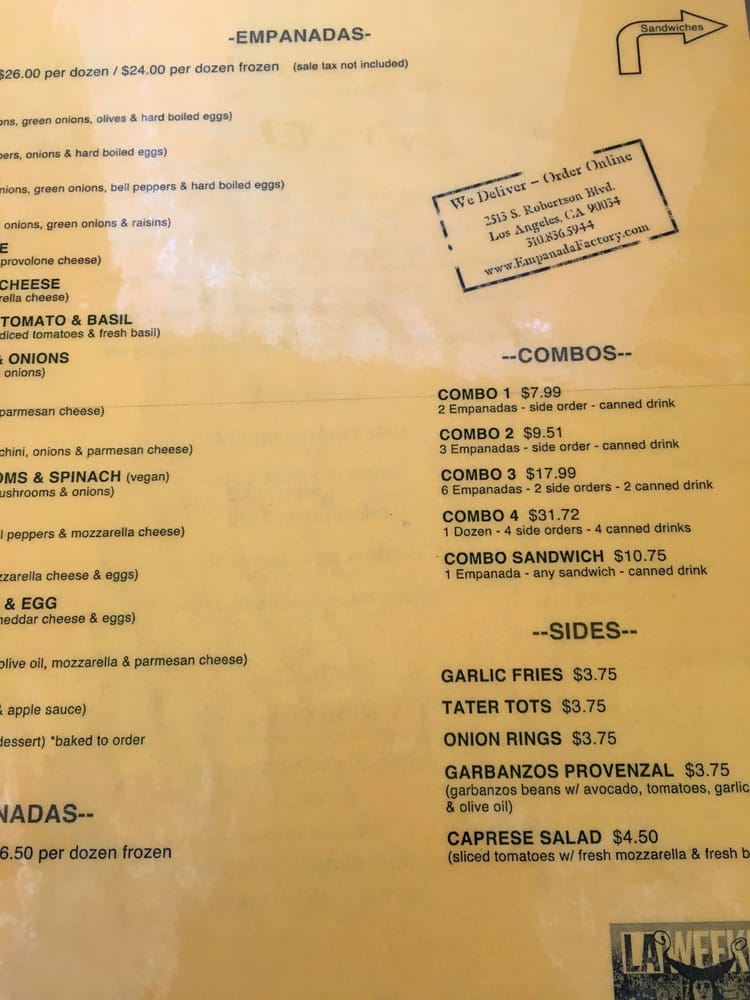 -EMPANADAS-
Sandwiches
$26.00 per dozen / $24.00 per dozen frozen (sale tax not included)
ons, green onions, olives & hard boiled eggs)
pers, onions & hard boiled eggs)
nions, green onions, bell peppers & hard boiled eggs)
onions, green onions & raisins)
E
provolone cheese)
CHEESE
rella cheese)
TOMATO & BASIL
diced tomatoes & fresh basil)
& ONIONS
onions)
parmesan cheese)
chini, onions & parmesan cheese)
OMS & SPINACH (vegan)
ushrooms & onions)
l peppers & mozzarella cheese)
zzarella cheese & eggs)
& EGG
heddar cheese & eggs)
olive oil, mozzarella & parmesan cheese)
& apple sauce)
dessert) *baked to order
NADAS--
6.50 per dozen frozen
We Deliver – Order Online
2513 S. Robertson Blvd.
Los Angeles, CA 90034
310.836.5944
www.EmpanadaFactory.com
--COMBOS--
COMBO 1 $7.99
2 Empanadas - side order - canned drink
COMBO 2 $9.51
3 Empanadas - side order - canned drink
COMBO 3 $17.99
6 Empanadas - 2 side orders - 2 canned drink
COMBO 4 $31.72
1 Dozen - 4 side orders - 4 canned drinks
COMBO SANDWICH $10.75
1 Empanada - any sandwich - canned drink
--SIDES--
GARLIC FRIES $3.75
TATER TOTS $3.75
ONION RINGS $3.75
GARBANZOS PROVENZAL $3.75
(garbanzos beans w/ avocado, tomatoes, garlic
& olive oil)
CAPRESE SALAD $4.50
(sliced tomatoes w/ fresh mozzarella & fresh b
LA WEEK